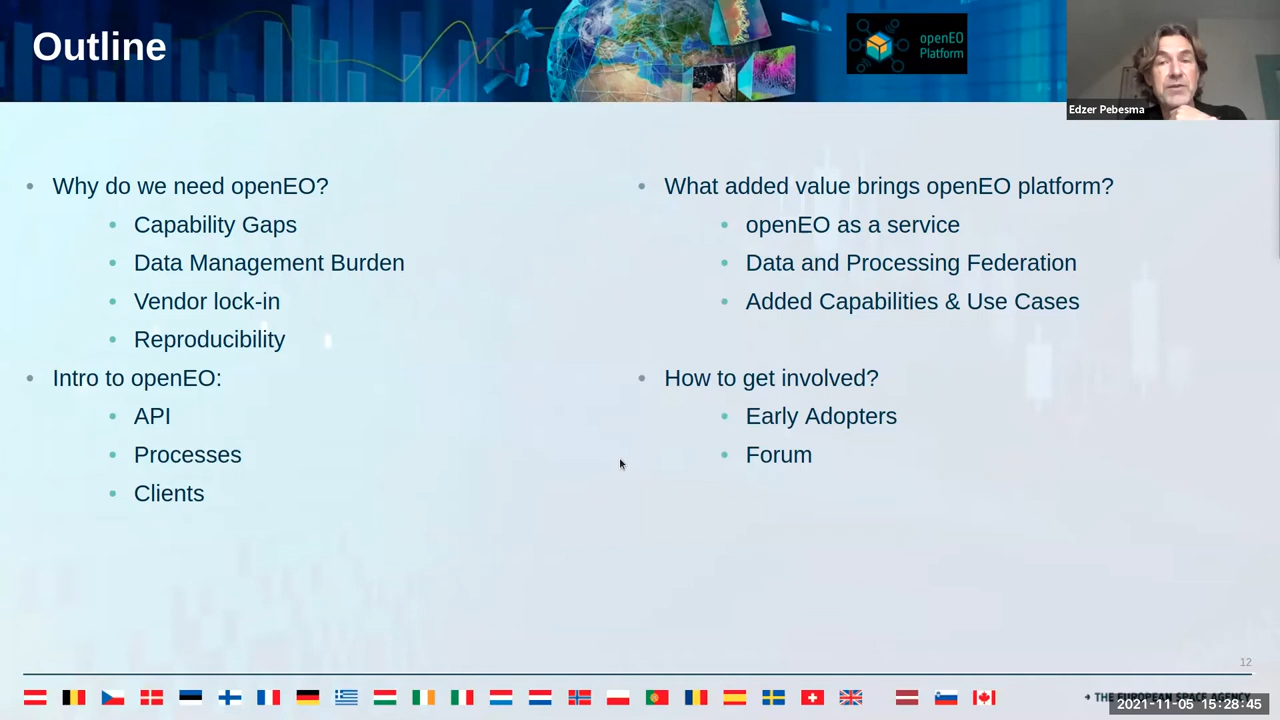 Outline
openEO
Platform
Edzer Pebesma
• Why do we need openEO?
• Capability Gaps
• Data Management Burden
• Vendor lock-in
• Reproducibility
• Intro to openEO:
• API
• Processes
• Clients
• What added value brings openEO platform?
• openEO as a service
• Data and Processing Federation
• Added Capabilities & Use Cases
• How to get involved?
• Early Adopters
• Forum
12
→ THE EUROPEAN SPACE AGENCY
2021-11-05 15:28:45